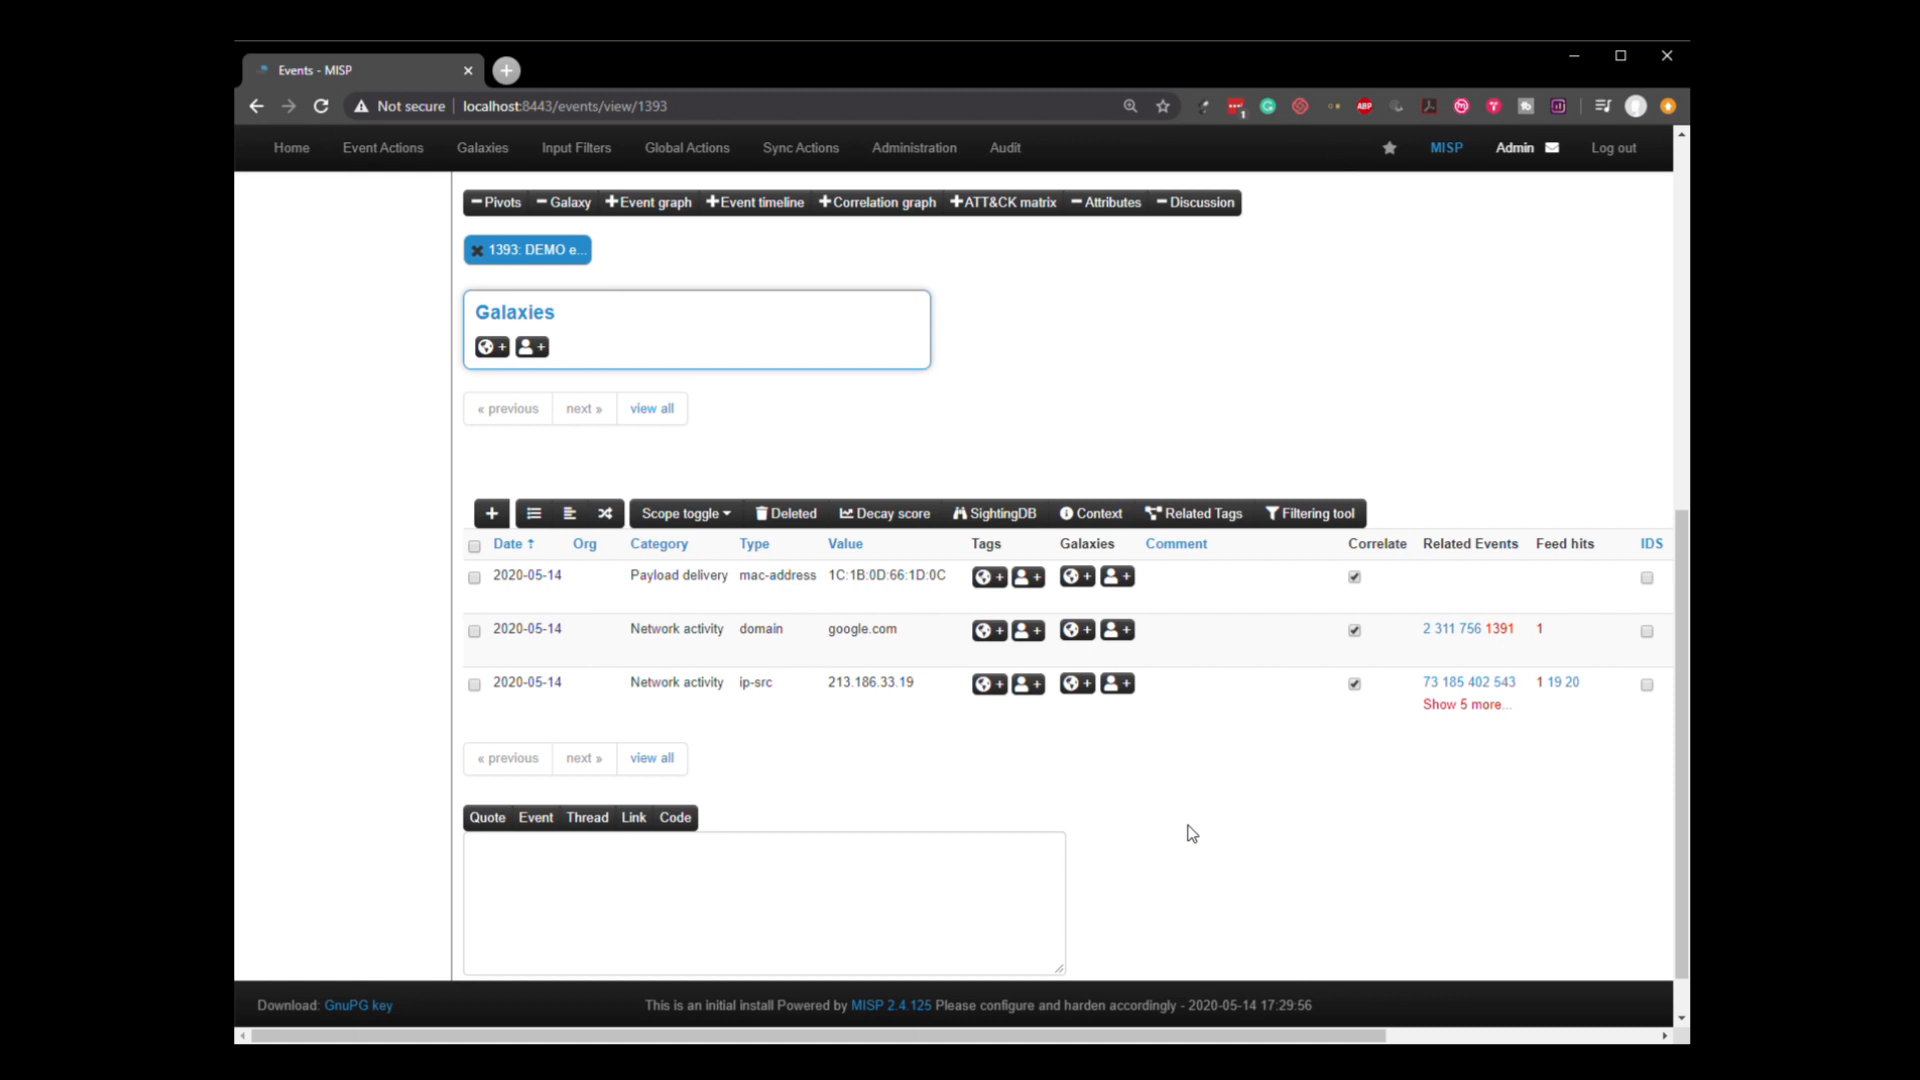 Events - MISP
Not secure localhost:8443/events/view/1393
ABP
1
Home Event Actions Galaxies Input Filters Global Actions Sync Actions Administration Audit MISP Admin Log out
Pivots Galaxy Event graph Event timeline Correlation graph ATT&CK matrix Attributes Discussion
1393: DEMO e...
Galaxies
+ +
« previous next » view all
+ Scope toggle Deleted Decay score SightingDB Context Related Tags Filtering tool
Date Org Category Type Value Tags Galaxies Comment Correlate Related Events Feed hits IDS
2020-05-14 Payload delivery mac-address 1C:1B:0D:66:1D:0C + + + +
2020-05-14 Network activity domain google.com + + + + 2 311 756 1391 1
2020-05-14 Network activity ip-src 213.186.33.19 + + + + 73 185 402 543 1 19 20
Show 5 more...
« previous next » view all
Quote Event Thread Link Code
Download: GnuPG key This is an initial install Powered by MISP 2.4.125 Please configure and harden accordingly - 2020-05-14 17:29:56